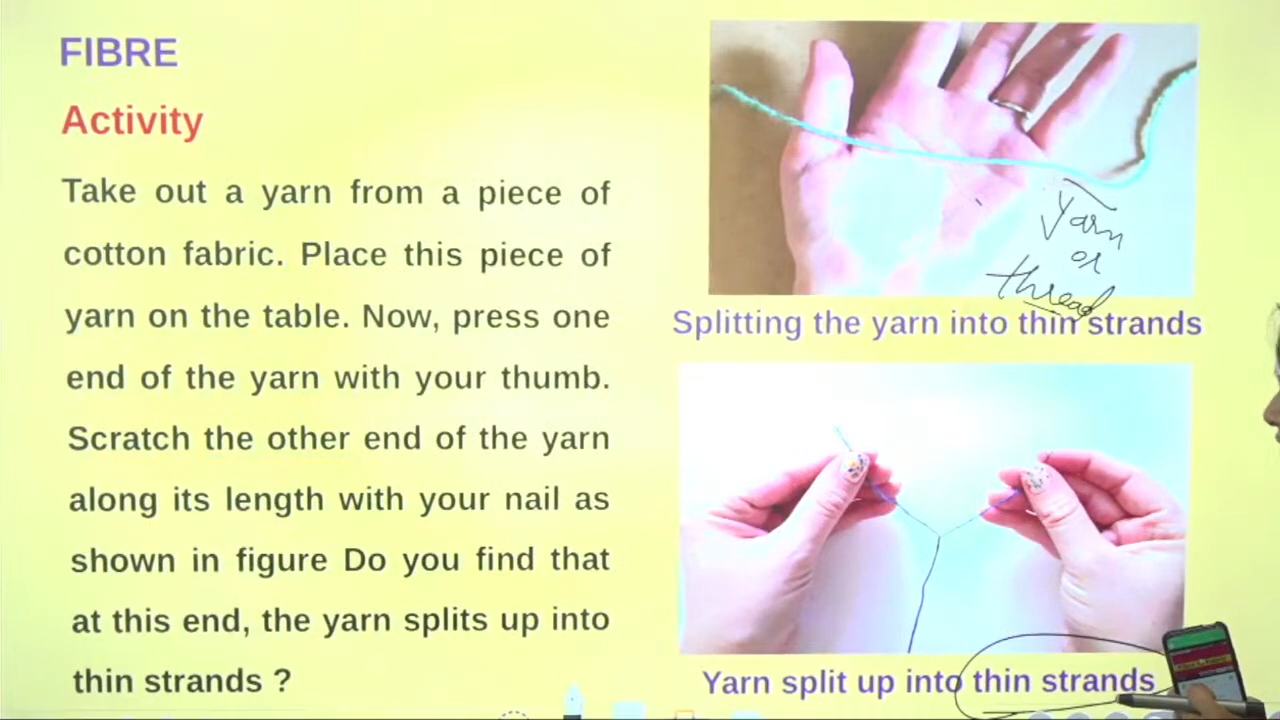 FIBRE
Activity
Take out a yarn from a piece of
cotton fabric. Place this piece of
yarn on the table. Now, press one
end of the yarn with your thumb.
Scratch the other end of the yarn
along its length with your nail as
shown in figure Do you find that
at this end, the yarn splits up into
thin strands ?
Yarn
or
thread
Splitting the yarn into thin strands
Yarn split up into thin strands